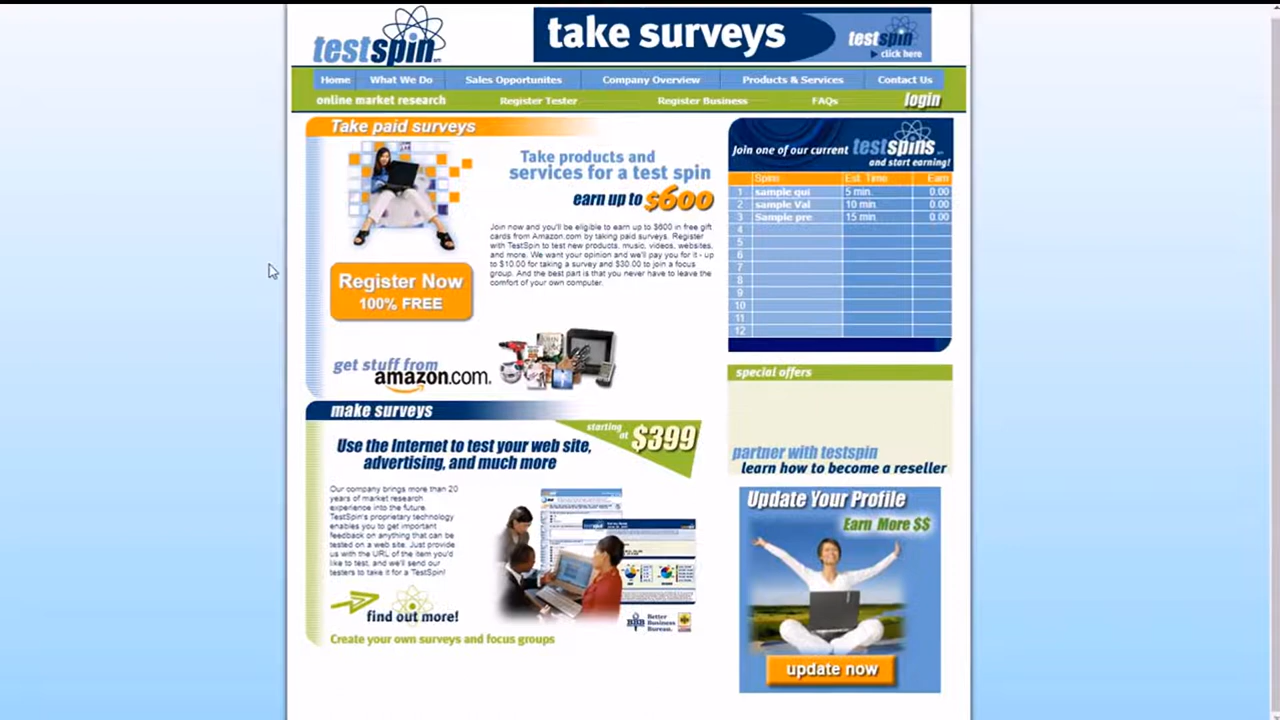 testspin
take surveys
testspin
click here
Home
What We Do
Sales Opportunites
Company Overview
Products & Services
Contact Us
online market research
Register Tester
Register Business
FAQs
login
Take paid surveys
Take products and
services for a test spin
earn up to $600
Join now and you'll be eligible to earn up to $600 in free gift
cards from Amazon.com by taking paid surveys. Register
with TestSpin to test new products, music, videos, websites,
and more. We want your opinion and we'll pay you for it - up
to $10.00 for taking a survey and $30.00 to join a focus
group. And the best part is that you never have to leave the
comfort of your own computer.
Register Now
100% FREE
get stuff from
amazon.com.
Join one of our current testspins
and start earning!
Spins Est. Time Earn
1 sample qui 5 min. 0.00
2 sample Val 10 min. 0.00
3 Sample pre 15 min. 0.00
4
5
6
7
8
9
10
11
12
special offers
partner with testspin
learn how to become a reseller
make surveys
starting at $399
Use the Internet to test your web site,
advertising, and much more
Our company brings more than 20
years of market research
experience into the future.
TestSpin's proprietary technology
enables you to get important
feedback on anything that can be
tested on a web site. Just provide
us with the URL of the item you'd
like to test, and we'll send our
testers to take it for a TestSpin!
find out more!
BBB
Better
Business
Bureau.
Create your own surveys and focus groups
Update Your Profile
Earn More $$
update now